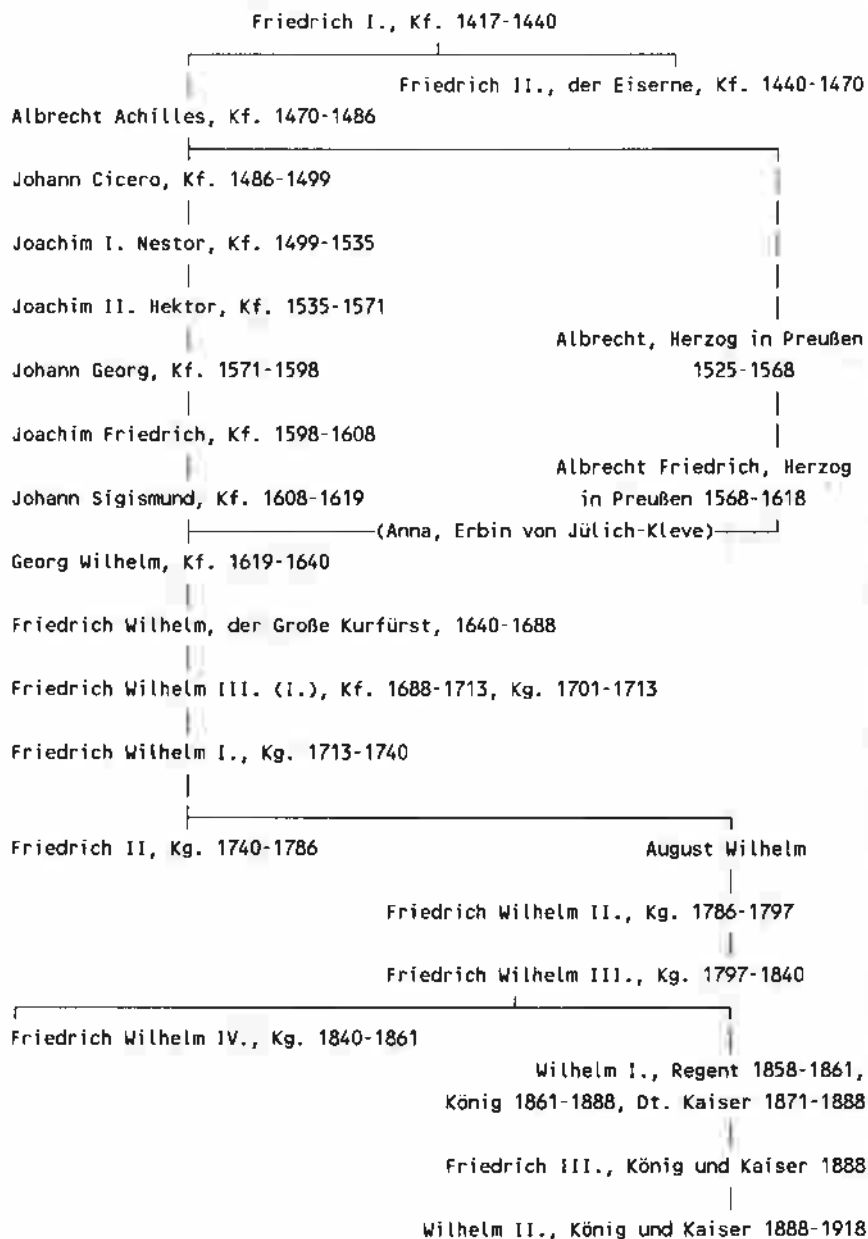 Friedrich I., Kf. 1417-1440
Friedrich II., der Eiserne, Kf. 1440-1470
Albrecht Achilles, Kf. 1470-1486
Johann Cicero, Kf. 1486-1499
Joachim I. Nestor, Kf. 1499-1535
Joachim II. Hektor, Kf. 1535-1571
Albrecht, Herzog in Preußen
Johann Georg, Kf. 1571-1598 1525-1568
Joachim Friedrich, Kf. 1598-1608
Albrecht Friedrich, Herzog
Johann Sigismund, Kf. 1608-1619 in Preußen 1568-1618
(Anna, Erbin von Jülich-Kleve)
Georg Wilhelm, Kf. 1619-1640
Friedrich Wilhelm, der Große Kurfürst, 1640-1688
Friedrich Wilhelm III. (I.), Kf. 1688-1713, Kg. 1701-1713
Friedrich Wilhelm I., Kg. 1713-1740
Friedrich II, Kg. 1740-1786 August Wilhelm
Friedrich Wilhelm II., Kg. 1786-1797
Friedrich Wilhelm III., Kg. 1797-1840
Friedrich Wilhelm IV., Kg. 1840-1861
Wilhelm I., Regent 1858-1861,
König 1861-1888, Dt. Kaiser 1871-1888
Friedrich III., König und Kaiser 1888
Wilhelm II., König und Kaiser 1888-1918